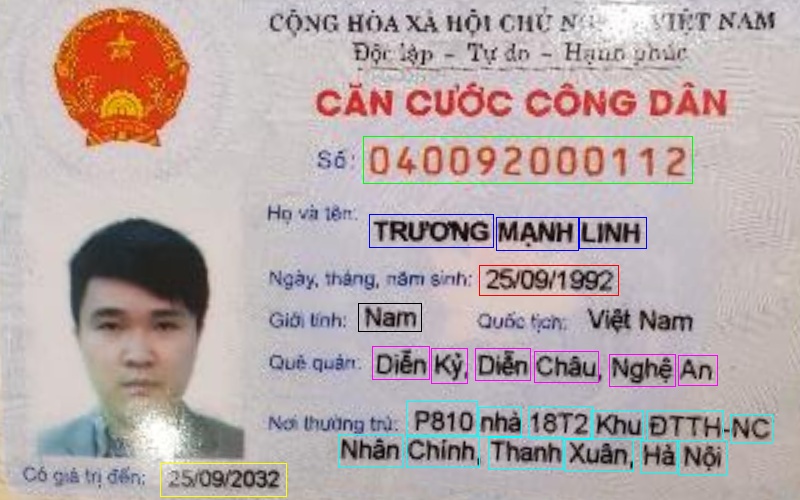 CỘNG HÒA XÃ HỘI CHỦ VIỆT NAM
Độc lập - Tự do - Hạnh phúc
CĂN CƯỚC CÔNG DÂN
Số: 040092000112
Họ và tên:
TRƯƠNG MẠNH LINH
Ngày, tháng, năm sinh: 25/09/1992
Giới tính: Nam Quốc tịch: Việt Nam
Quê quán: Diễn Kỷ, Diễn Châu, Nghệ An
Nơi thường trú: P810 nhà 18T2 Khu ĐTTH-NC
Nhân Chính, Thanh Xuân, Hà Nội
Có giá trị đến: 25/09/2032